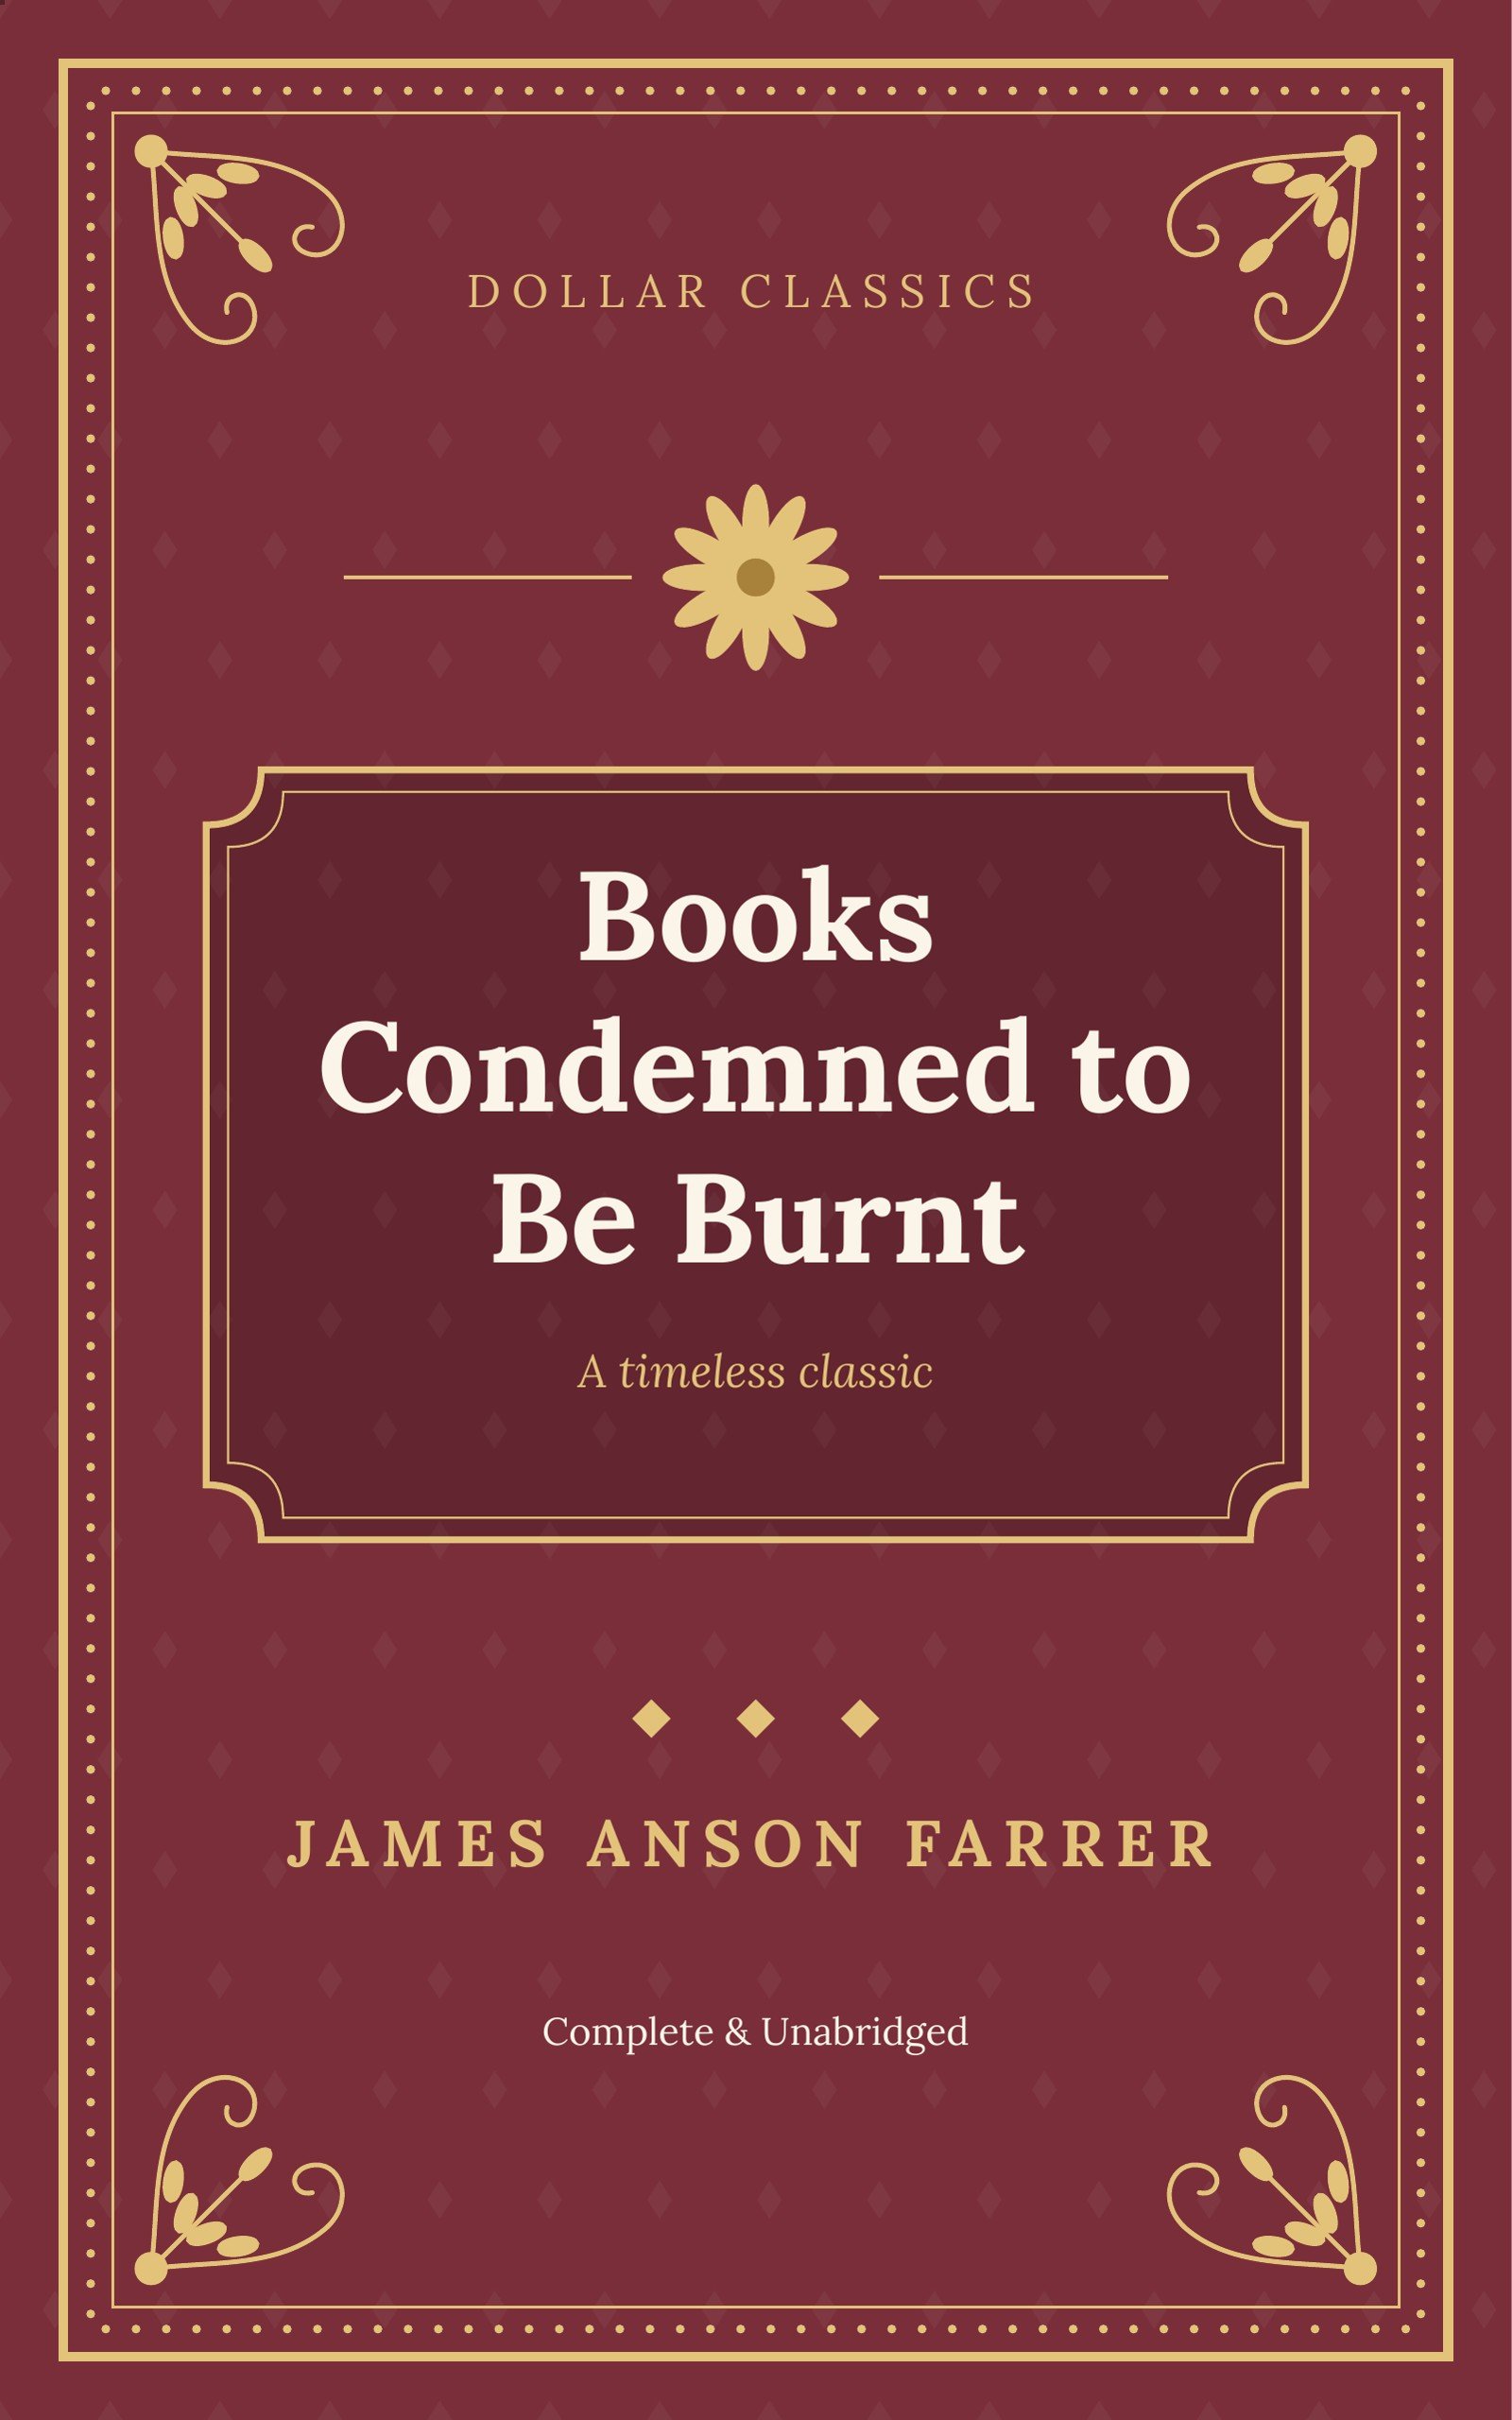 DOLLAR CLASSICS
Books
Condemned to
Be Burnt
A timeless classic
JAMES ANSON FARRER
Complete & Unabridged